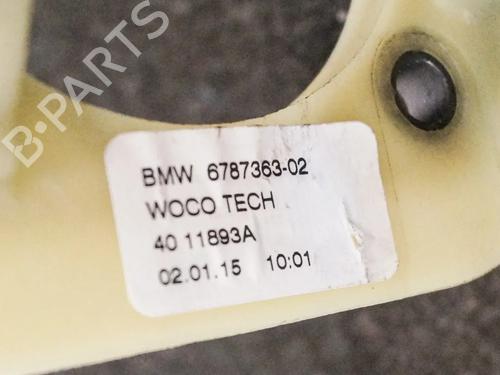 B-PARTS
BMW 6787363-02
WOCO TECH
40 11893A
02.01.15 10:01